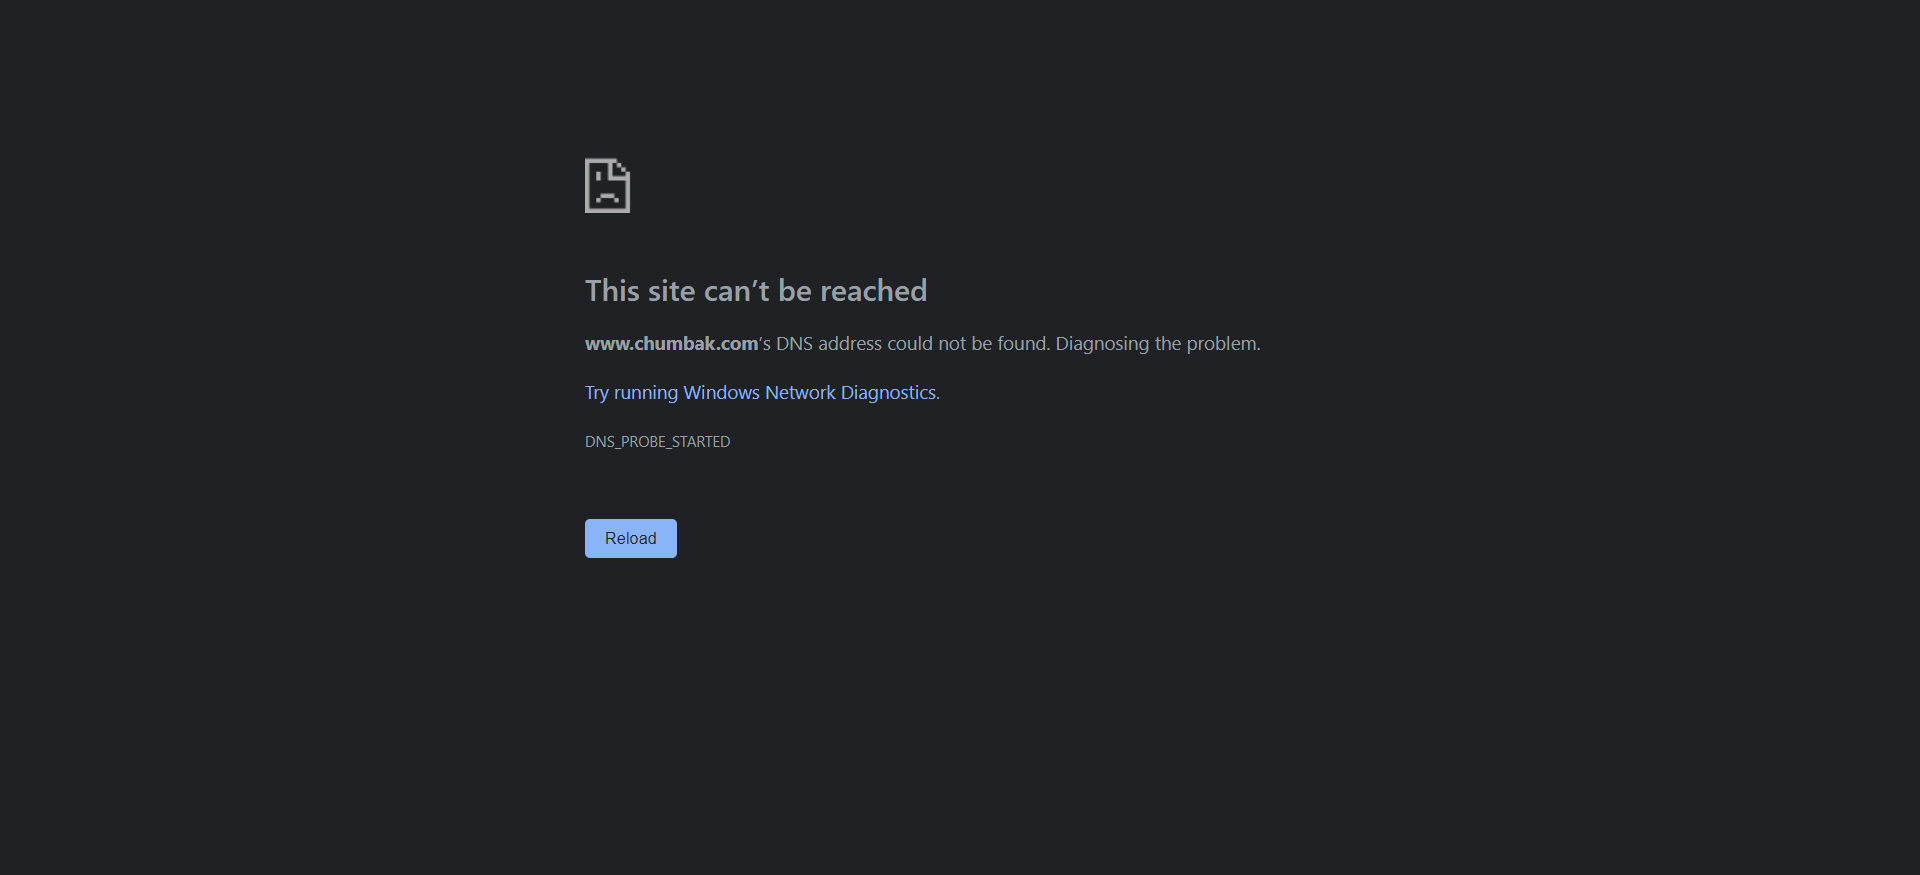 This site can’t be reached
www.chumbak.com’s DNS address could not be found. Diagnosing the problem.
Try running Windows Network Diagnostics.
DNS_PROBE_STARTED
Reload